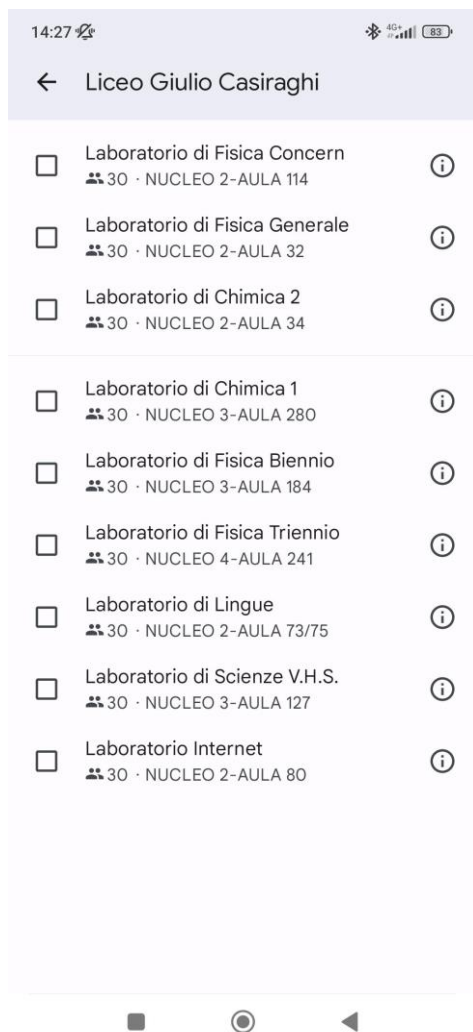 14:27
4G+
83
Liceo Giulio Casiraghi
Laboratorio di Fisica Concern
30 · NUCLEO 2-AULA 114
Laboratorio di Fisica Generale
30 · NUCLEO 2-AULA 32
Laboratorio di Chimica 2
30 · NUCLEO 2-AULA 34
Laboratorio di Chimica 1
30 · NUCLEO 3-AULA 280
Laboratorio di Fisica Biennio
30 · NUCLEO 3-AULA 184
Laboratorio di Fisica Triennio
30 · NUCLEO 4-AULA 241
Laboratorio di Lingue
30 · NUCLEO 2-AULA 73/75
Laboratorio di Scienze V.H.S.
30 · NUCLEO 3-AULA 127
Laboratorio Internet
30 · NUCLEO 2-AULA 80